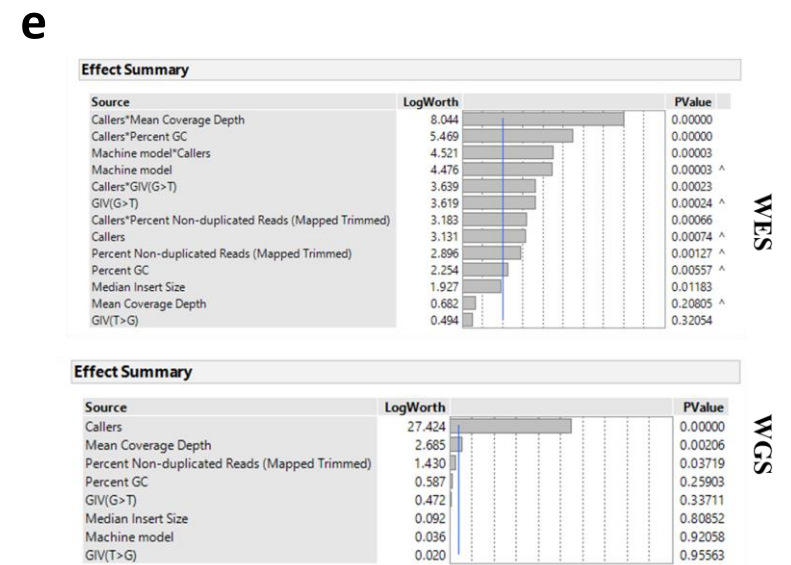 e
Effect Summary
Source LogWorth PValue
Callers*Mean Coverage Depth 8.044 0.00000
Callers*Percent GC 5.469 0.00000
Machine model*Callers 4.521 0.00003
Machine model 4.476 0.00003 ^
Callers*GIV(G>T) 3.639 0.00023
GIV(G>T) 3.619 0.00024 ^
Callers*Percent Non-duplicated Reads (Mapped Trimmed) 3.183 0.00066
Callers 3.131 0.00074 ^
Percent Non-duplicated Reads (Mapped Trimmed) 2.896 0.00127 ^
Percent GC 2.254 0.00557 ^
Median Insert Size 1.927 0.01183
Mean Coverage Depth 0.682 0.20805 ^
GIV(T>G) 0.494 0.32054
WES
Effect Summary
Source LogWorth PValue
Callers 27.424 0.00000
Mean Coverage Depth 2.685 0.00206
Percent Non-duplicated Reads (Mapped Trimmed) 1.430 0.03719
Percent GC 0.587 0.25903
GIV(G>T) 0.472 0.33711
Median Insert Size 0.092 0.80852
Machine model 0.036 0.92058
GIV(T>G) 0.020 0.95563
WGS